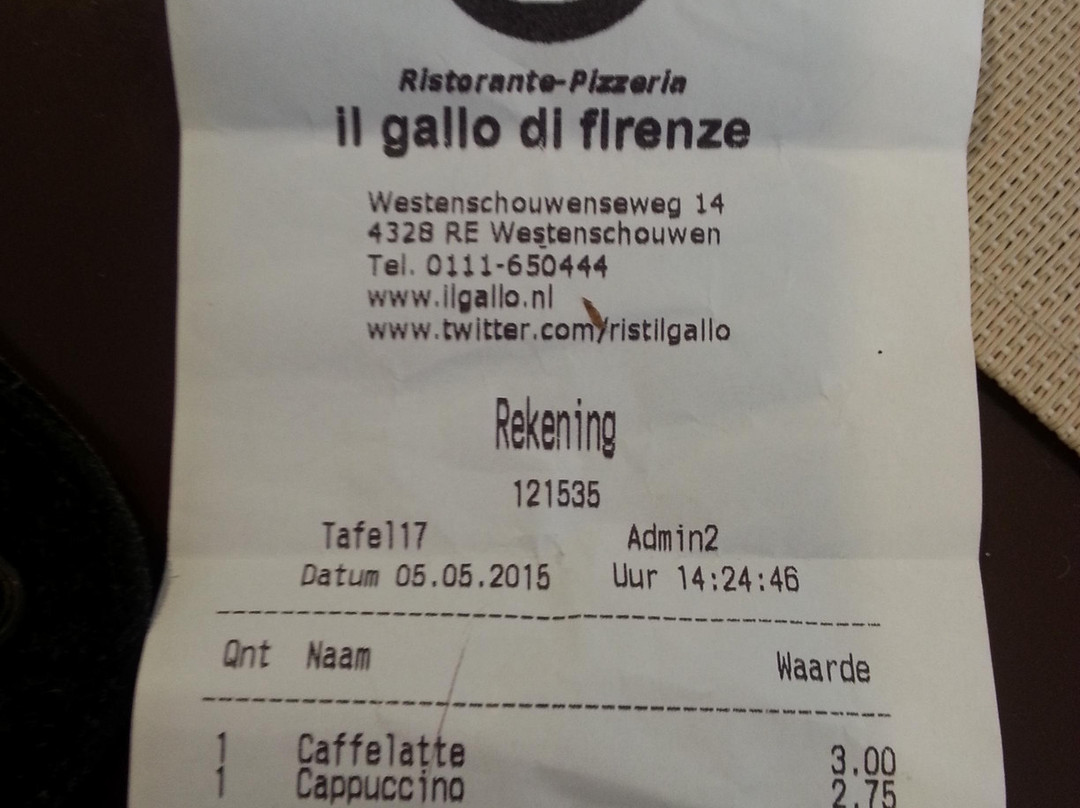 Ristorante-Pizzeria
il gallo di firenze
Westenschouwenseweg 14
4328 RE Westenschouwen
Tel. 0111-650444
www.ilgallo.nl
www.twitter.com/ristilgallo
Rekening
121535
Tafel17 Admin2
Datum 05.05.2015 Uur 14:24:46
Qnt Naam Waarde
1 Caffelatte 3.00
1 Cappuccino 2.75